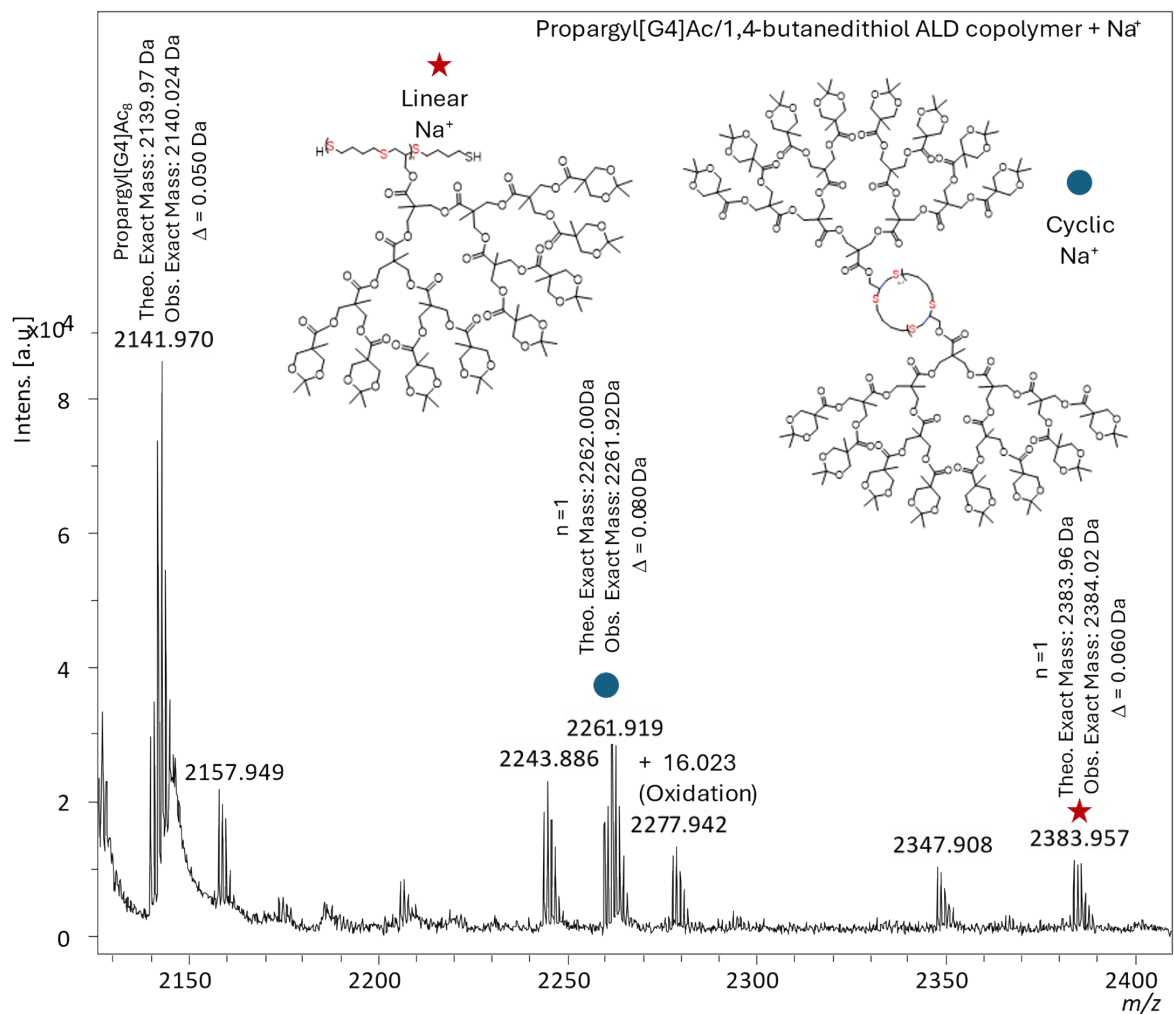 Propargyl[G4]Ac/1,4-butanedithiol ALD copolymer + Na⁺
Linear
Na⁺
Cyclic
Na⁺
Propargyl[G4]Ac₈
Theo. Exact Mass: 2139.97 Da
Obs. Exact Mass: 2140.024 Da
Δ = 0.050 Da
n = 1
Theo. Exact Mass: 2262.00Da
Obs. Exact Mass: 2261.92Da
Δ = 0.080 Da
n = 1
Theo. Exact Mass: 2383.96 Da
Obs. Exact Mass: 2384.02 Da
Δ = 0.060 Da
x10⁴
Intens. [a.u.]
2141.970
2157.949
2243.886
2261.919
+ 16.023
(Oxidation)
2277.942
2347.908
2383.957
8
6
4
2
0
2150
2200
2250
2300
2350
2400
m/z